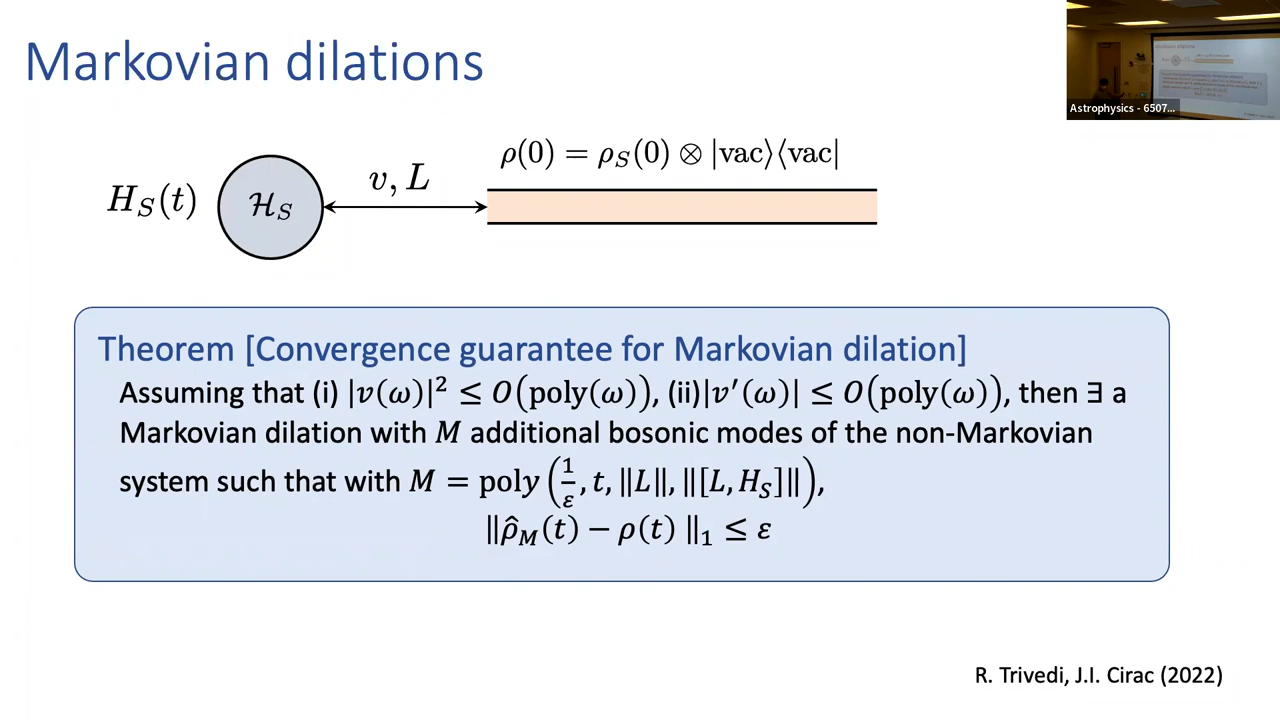 Markovian dilations
Astrophysics - 6507...
ρ(0) = ρ_S(0) ⊗ |vac⟩⟨vac|
H_S(t)
ℋ_S
v, L
Theorem [Convergence guarantee for Markovian dilation]
Assuming that (i) |v(ω)|² ≤ O(poly(ω)), (ii)|v′(ω)| ≤ O(poly(ω)), then ∃ a
Markovian dilation with M additional bosonic modes of the non-Markovian
system such that with M = poly(1/ε, t, ‖L‖, ‖[L, H_S]‖),
‖ρ̂_M(t) − ρ(t) ‖₁ ≤ ε
R. Trivedi, J.I. Cirac (2022)